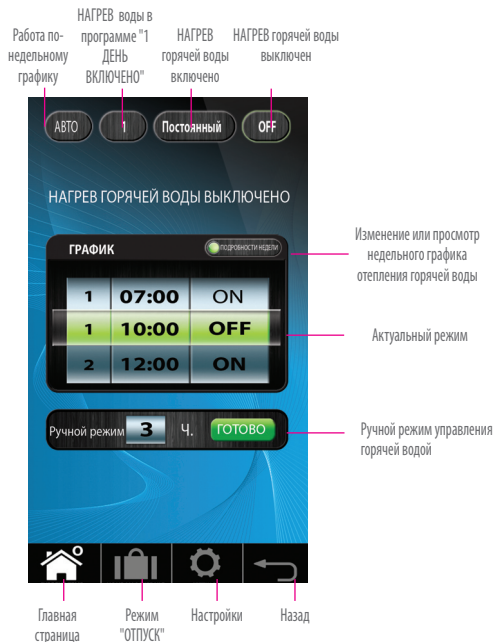 Работа по-
недельному
графику
НАГРЕВ воды в
программе "1
ДЕНЬ
ВКЛЮЧЕНО"
НАГРЕВ
горячей воды
включено
НАГРЕВ горячей воды
выключен
АВТО
1
Постоянный
OFF
НАГРЕВ ГОРЯЧЕЙ ВОДЫ ВЫКЛЮЧЕНО
ГРАФИК
ПОДРОБНОСТИ НЕДЕЛИ
1 07:00 ON
1 10:00 OFF
2 12:00 ON
Изменение или просмотр
недельного графика
отепления горячей воды
Актуальный режим
Ручной режим 3 Ч. ГОТОВО
Ручной режим управления
горячей водой
Главная
страница
Режим
"ОТПУСК"
Настройки
Назад